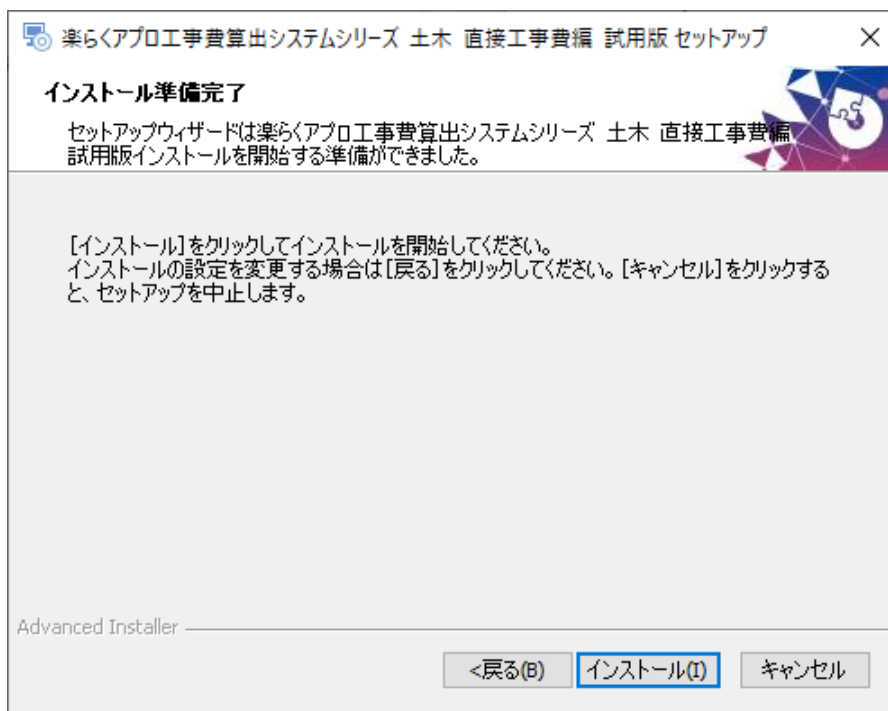 楽らくアプロ工事費算出システムシリーズ 土木 直接工事費編 試用版 セットアップ
インストール準備完了
セットアップウィザードは楽らくアプロ工事費算出システムシリーズ 土木 直接工事費編
試用版インストールを開始する準備ができました。
[インストール]をクリックしてインストールを開始してください。
インストールの設定を変更する場合は[戻る]をクリックしてください。[キャンセル]をクリックする
と、セットアップを中止します。
Advanced Installer
<戻る(B) インストール(I) キャンセル